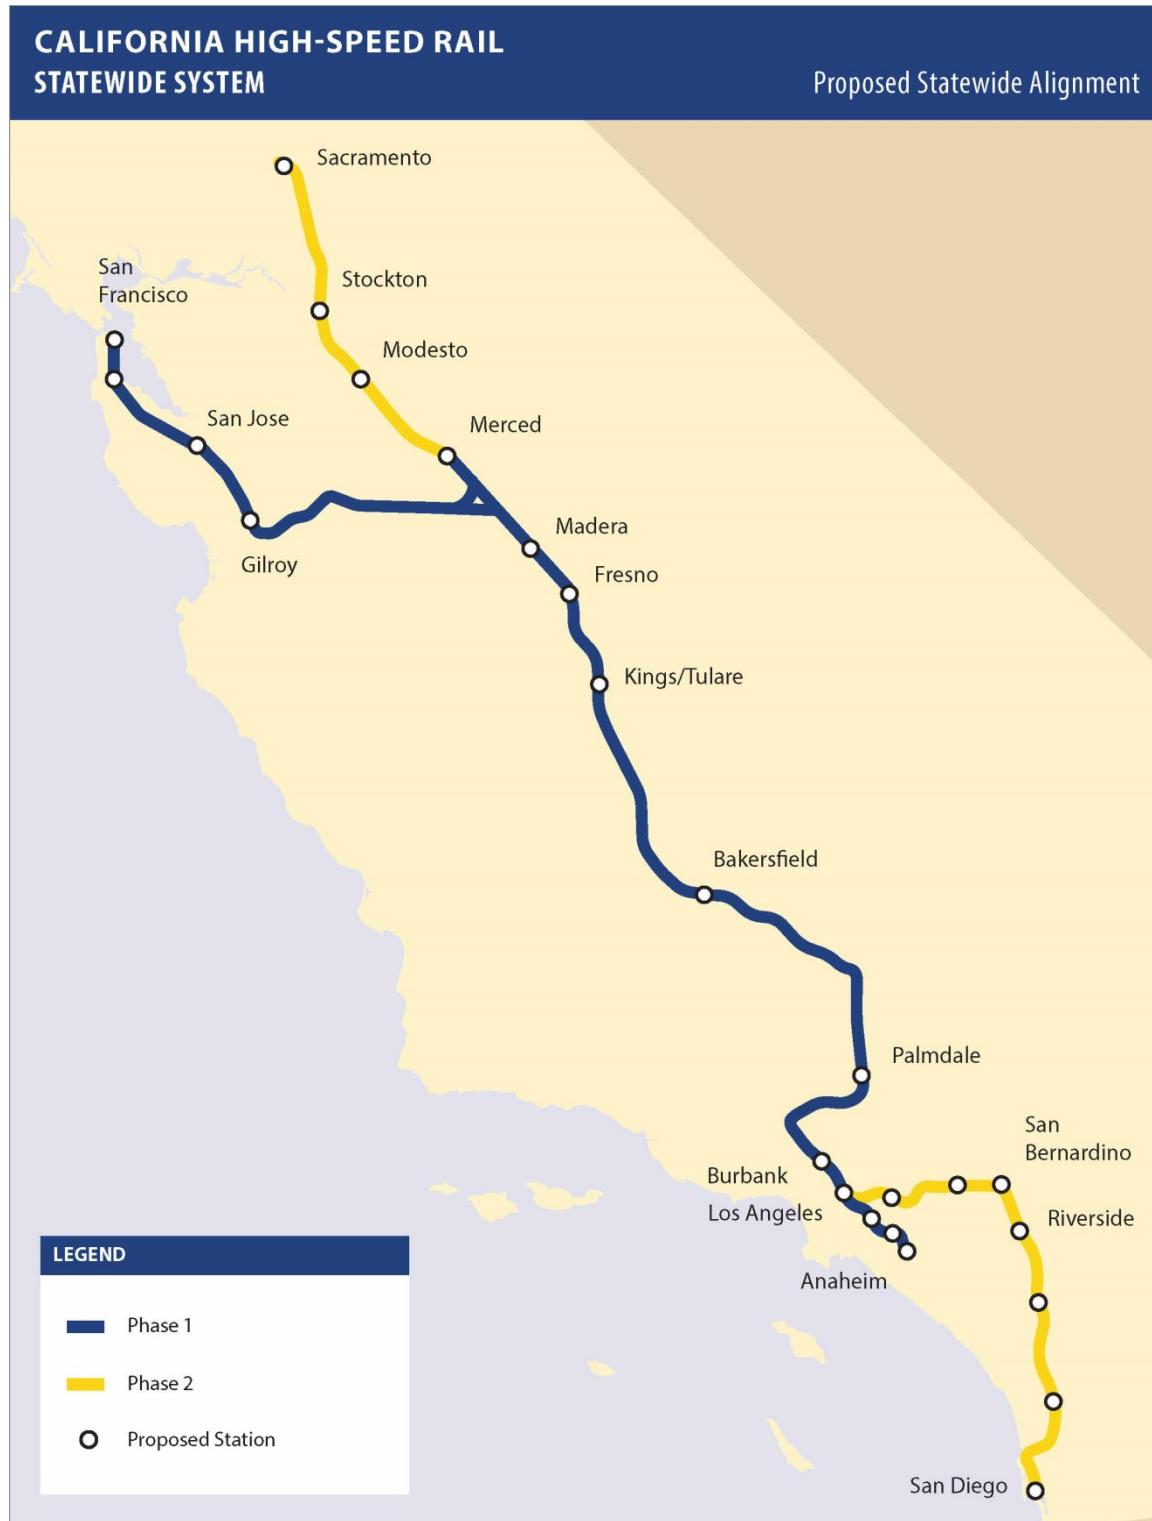 CALIFORNIA HIGH-SPEED RAIL
STATEWIDE SYSTEM
Proposed Statewide Alignment
Sacramento
San
Francisco
Stockton
Modesto
San Jose
Merced
Gilroy
Madera
Fresno
Kings/Tulare
Bakersfield
Palmdale
San
Bernardino
Burbank
Los Angeles
Riverside
Anaheim
San Diego
LEGEND
Phase 1
Phase 2
Proposed Station